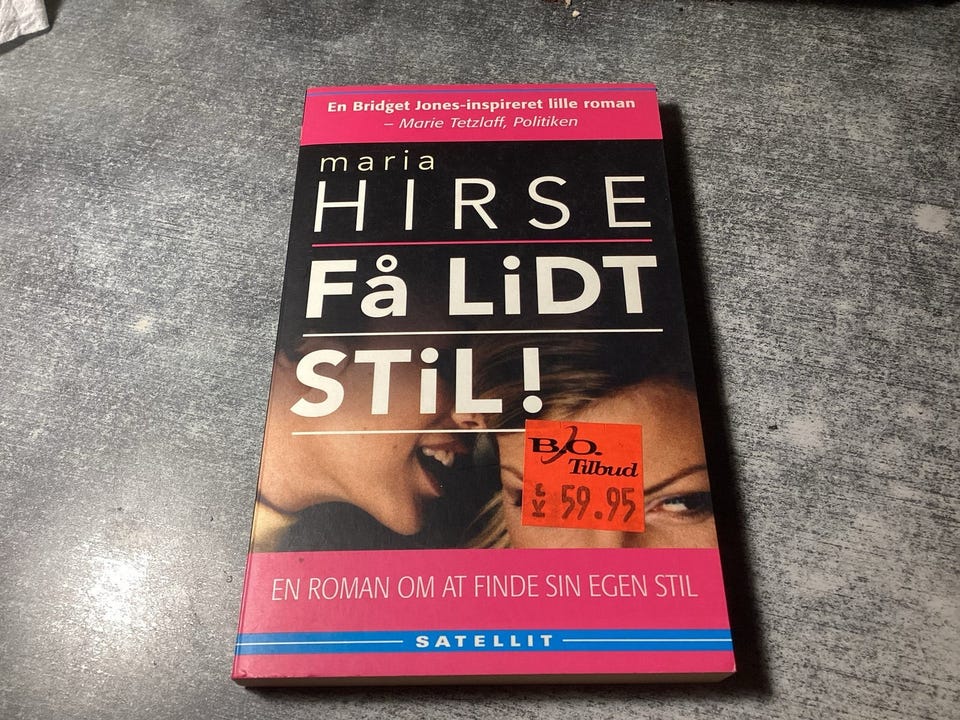 En Bridget Jones-inspireret lille roman
– Marie Tetzlaff, Politiken
maria
HIRSE
Få LiDT
STiL!
B.O.
Tilbud
59.95
EN ROMAN OM AT FINDE SIN EGEN STIL
SATELLIT